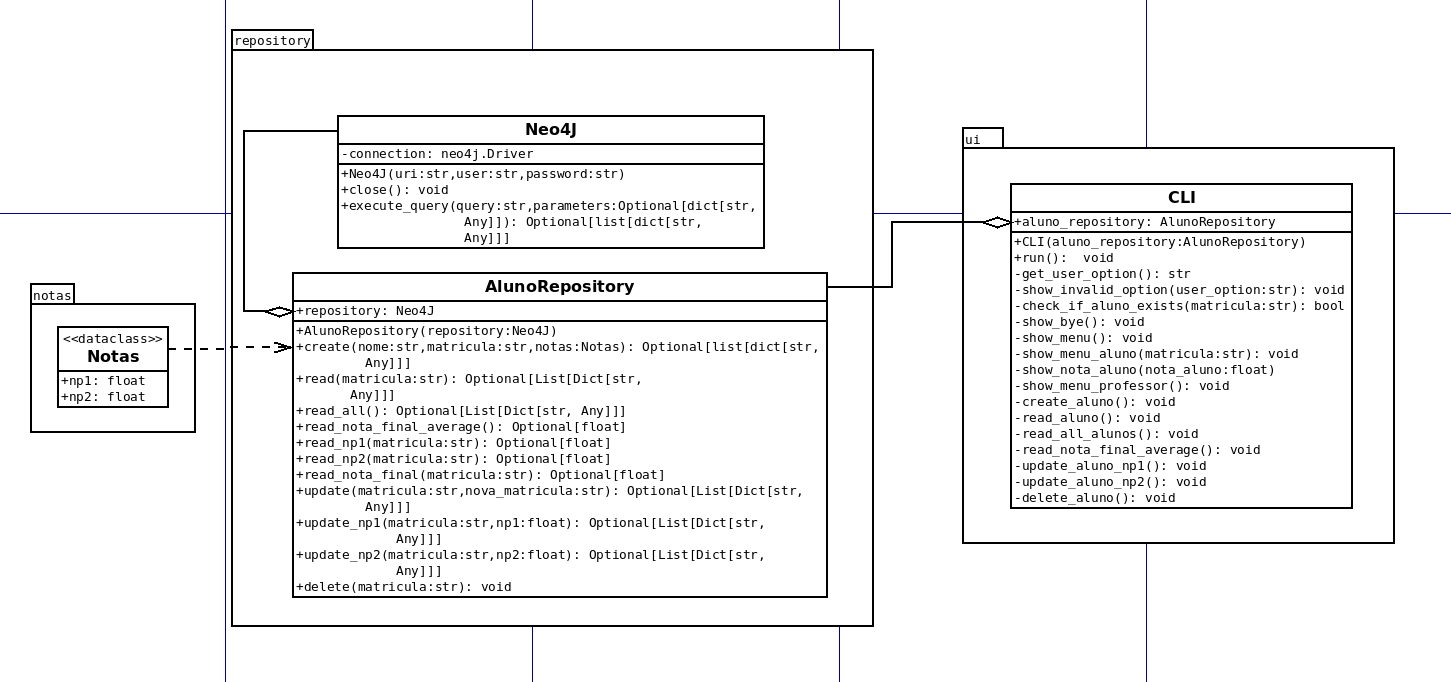 repository
Neo4J
-connection: neo4j.Driver
+Neo4J(uri:str,user:str,password:str)
+close(): void
+execute_query(query:str,parameters:Optional[dict[str,
Any]]): Optional[list[dict[str,
Any]]]
AlunoRepository
+repository: Neo4J
+AlunoRepository(repository:Neo4J)
+create(nome:str,matricula:str,notas:Notas): Optional[list[dict[str,
Any]]]
+read(matricula:str): Optional[List[Dict[str,
Any]]]
+read_all(): Optional[List[Dict[str, Any]]]
+read_nota_final_average(): Optional[float]
+read_np1(matricula:str): Optional[float]
+read_np2(matricula:str): Optional[float]
+read_nota_final(matricula:str): Optional[float]
+update(matricula:str,nova_matricula:str): Optional[List[Dict[str,
Any]]]
+update_np1(matricula:str,np1:float): Optional[List[Dict[str,
Any]]]
+update_np2(matricula:str,np2:float): Optional[List[Dict[str,
Any]]]
+delete(matricula:str): void
notas
<<dataclass>>
Notas
+np1: float
+np2: float
ui
CLI
+aluno_repository: AlunoRepository
+CLI(aluno_repository:AlunoRepository)
+run():  void
-get_user_option(): str
-show_invalid_option(user_option:str): void
-check_if_aluno_exists(matricula:str): bool
-show_bye(): void
-show_menu(): void
-show_menu_aluno(matricula:str): void
-show_nota_aluno(nota_aluno:float)
-show_menu_professor(): void
-create_aluno(): void
-read_aluno(): void
-read_all_alunos(): void
-read_nota_final_average(): void
-update_aluno_np1(): void
-update_aluno_np2(): void
-delete_aluno(): void